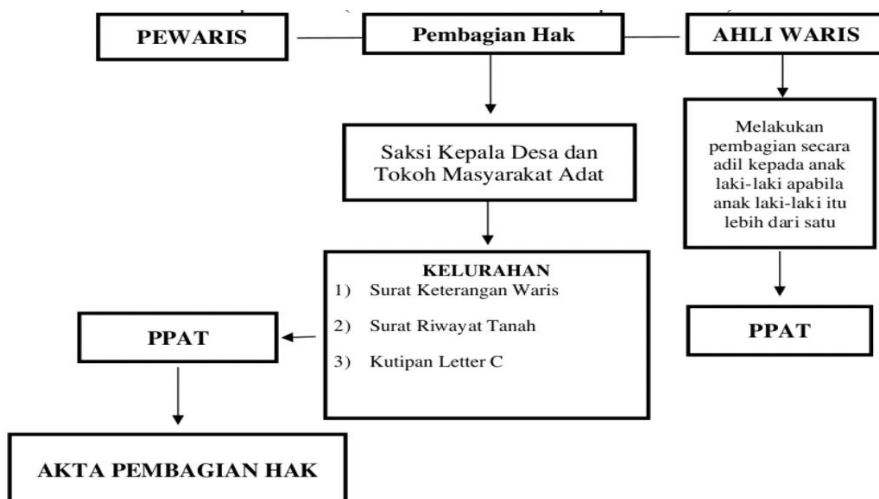 PEWARIS
Pembagian Hak
AHLI WARIS
Saksi Kepala Desa dan
Tokoh Masyarakat Adat
Melakukan
pembagian secara
adil kepada anak
laki-laki apabila
anak laki-laki itu
lebih dari satu
KELURAHAN
1) Surat Keterangan Waris
2) Surat Riwayat Tanah
3) Kutipan Letter C
PPAT
PPAT
AKTA PEMBAGIAN HAK